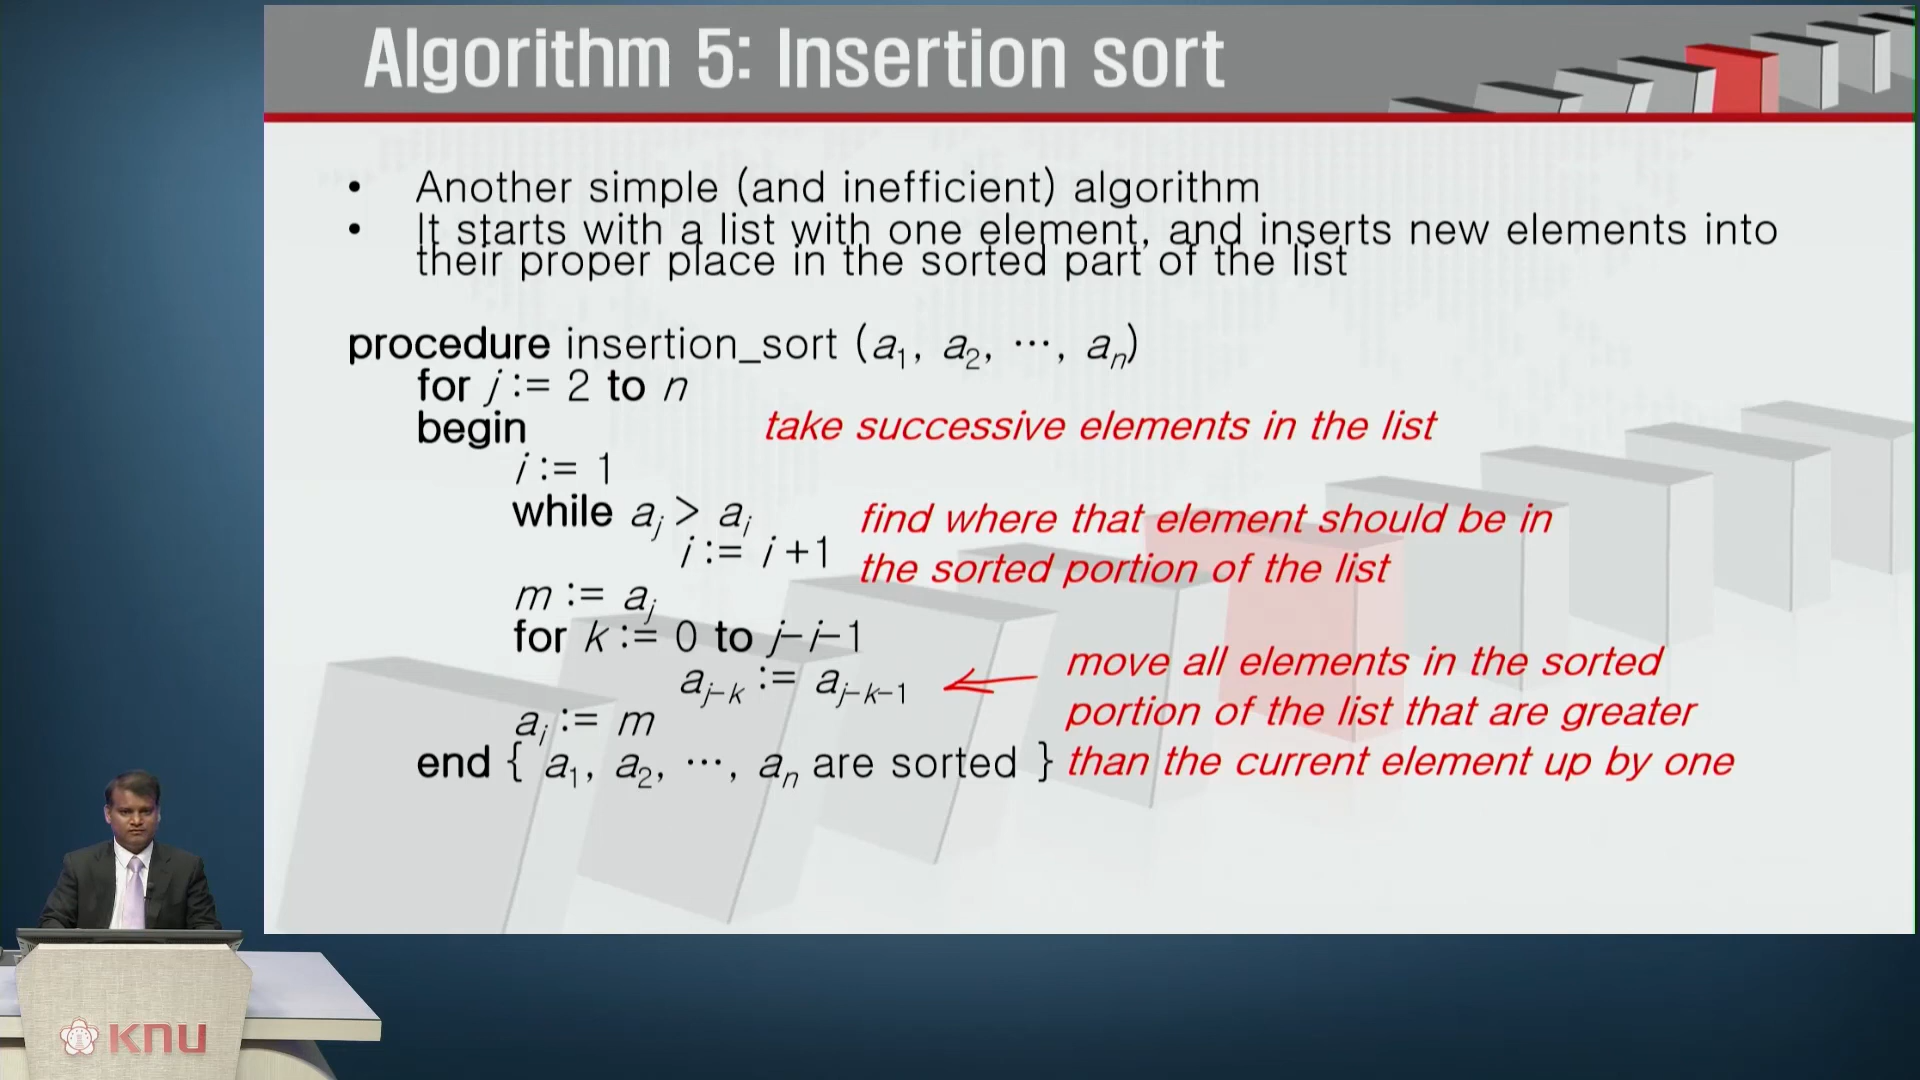 Algorithm 5: Insertion sort
• Another simple (and inefficient) algorithm
• It starts with a list with one element, and inserts new elements into
their proper place in the sorted part of the list
procedure insertion_sort (a₁, a₂, …, aₙ)
for j := 2 to n
begin
take successive elements in the list
i := 1
while aⱼ > aᵢ
i := i +1
find where that element should be in
the sorted portion of the list
m := aⱼ
for k := 0 to j–i–1
aⱼ₋ₖ := aⱼ₋ₖ₋₁
aᵢ := m
move all elements in the sorted
portion of the list that are greater
than the current element up by one
end { a₁, a₂, …, aₙ are sorted }
KNU